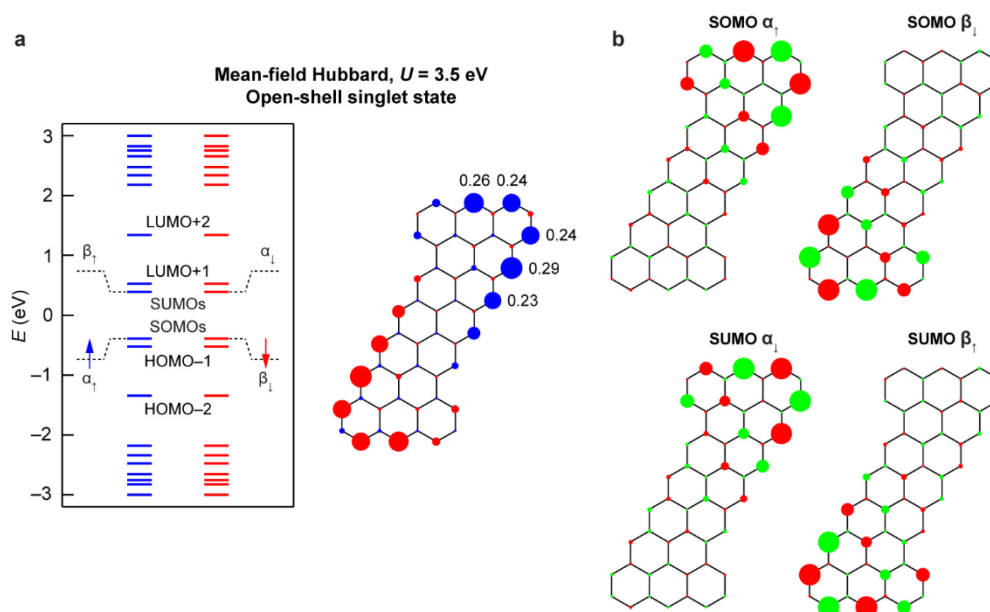 a
Mean-field Hubbard, U = 3.5 eV
Open-shell singlet state
E (eV)
3
2
1
0
−1
−2
−3
LUMO+2
β↑
LUMO+1
α↓
SUMOs
SOMOs
HOMO−1
α↑
β↓
HOMO−2
0.26
0.24
0.24
0.29
0.23
b
SOMO α↑
SOMO β↓
SUMO α↓
SUMO β↑